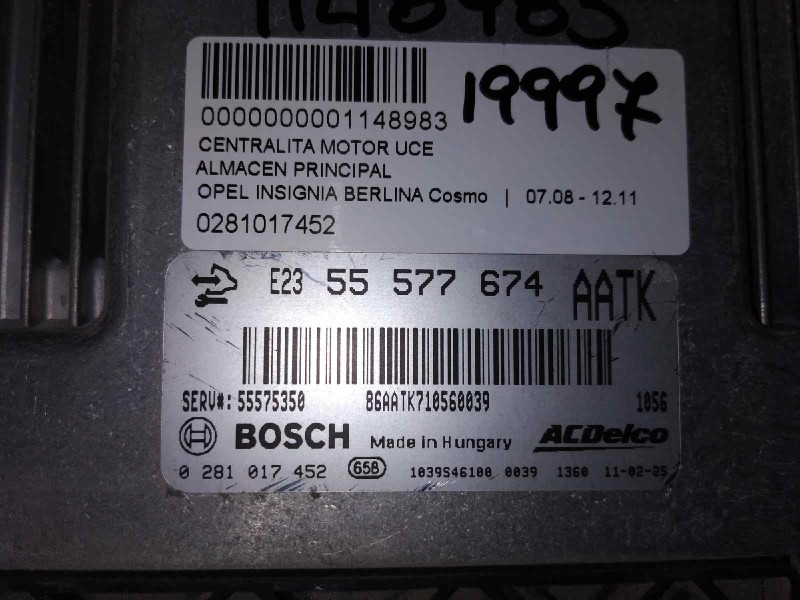 1148983
19997
0000000001148983
CENTRALITA MOTOR UCE
ALMACEN PRINCIPAL
OPEL INSIGNIA BERLINA Cosmo | 07.08 - 12.11
0281017452
E23 55 577 674 AATK
SERV#: 55575350 86AATK710560039 1056
BOSCH Made in Hungary ACDelco
0 281 017 452 658 1039S46100 0039 1360 11-02-25